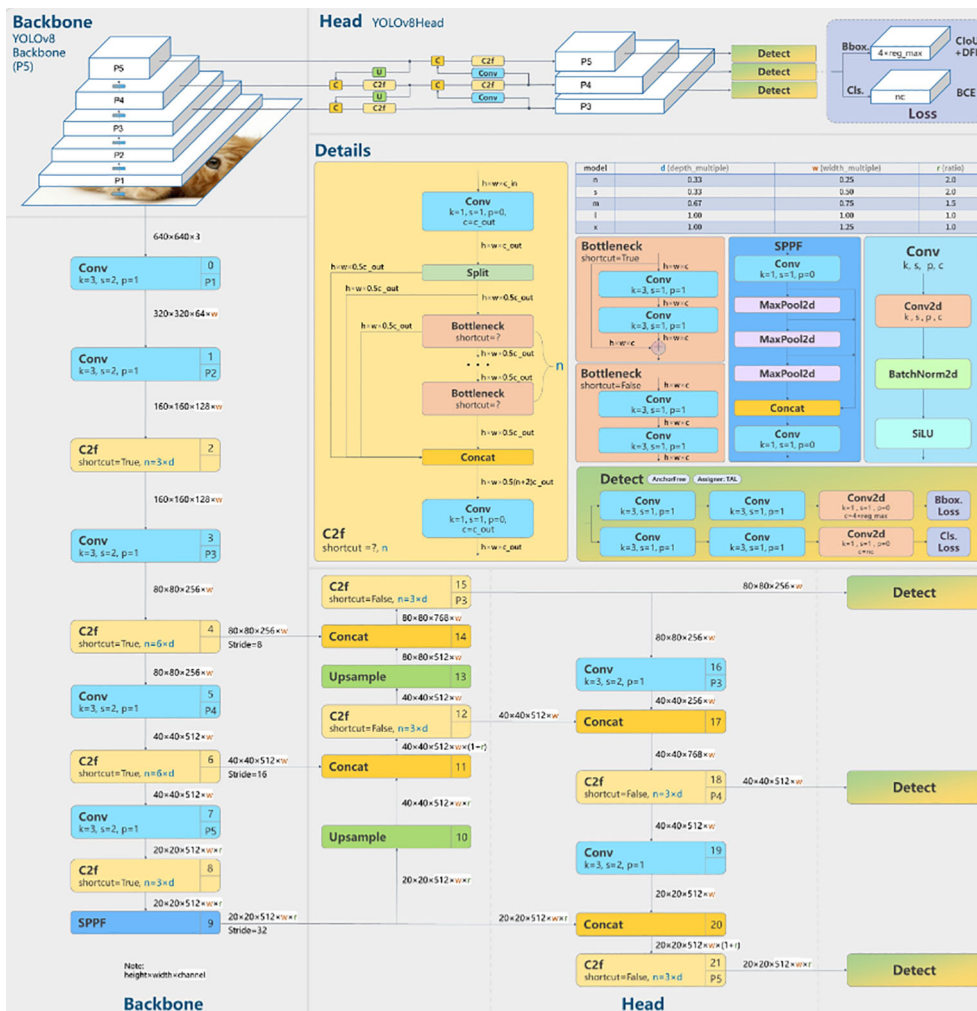 Backbone
YOLOv8
Backbone
(P5)
P5
P4
P3
P2
P1
Head YOLOv8Head
C
C2f
U
Conv
C
C2f
C
C2f
U
Conv
C
C2f
P5
P4
P3
Detect
Detect
Detect
Bbox.
4×reg_max
CIoU
+DFL
Cls.
nc
BCE
Loss
Details
h×w×c_in
Conv
k=1, s=1, p=0,
c=c_out
h×w×c_out
Split
h×w×0.5c_out
h×w×0.5c_out
h×w×0.5c_out
h×w×0.5c_out
Bottleneck
shortcut=?
h×w×0.5c_out
• • •
h×w×0.5c_out
Bottleneck
shortcut=?
n
h×w×0.5c_out
Concat
h×w×0.5(n+2)c_out
Conv
k=1, s=1, p=0,
c=c_out
h×w×c_out
C2f
shortcut =?, n
model d (depth_multiple) w (width_multiple) r (ratio)
n 0.33 0.25 2.0
s 0.33 0.50 2.0
m 0.67 0.75 1.5
l 1.00 1.00 1.0
x 1.00 1.25 1.0
Bottleneck
shortcut=True
h×w×c
Conv
k=3, s=1, p=1
h×w×c
Conv
k=3, s=1, p=1
h×w×c
h×w×c
+
h×w×c
Bottleneck
shortcut=False
h×w×c
Conv
k=3, s=1, p=1
h×w×c
Conv
k=3, s=1, p=1
h×w×c
SPPF
Conv
k=1, s=1, p=0
MaxPool2d
MaxPool2d
MaxPool2d
Concat
Conv
k=1, s=1, p=0
Conv
k, s, p, c
Conv2d
k, s, p, c
BatchNorm2d
SiLU
Detect AnchorFree Assigner: TAL
Conv
k=3, s=1, p=1
Conv
k=3, s=1, p=1
Conv2d
k=1, s=1, p=0
c=4×reg_max
Bbox.
Loss
Conv
k=3, s=1, p=1
Conv
k=3, s=1, p=1
Conv2d
k=1, s=1, p=0
c=nc
Cls.
Loss
640×640×3
Conv 0
k=3, s=2, p=1 P1
320×320×64×w
Conv 1
k=3, s=2, p=1 P2
160×160×128×w
C2f 2
shortcut=True, n=3×d
160×160×128×w
Conv 3
k=3, s=2, p=1 P3
80×80×256×w
C2f 4
shortcut=True, n=6×d
80×80×256×w
Stride=8
80×80×256×w
Conv 5
k=3, s=2, p=1 P4
40×40×512×w
C2f 6
shortcut=True, n=6×d
40×40×512×w
Stride=16
40×40×512×w
Conv 7
k=3, s=2, p=1 P5
20×20×512×w×r
C2f 8
shortcut=True, n=3×d
20×20×512×w×r
SPPF 9
20×20×512×w×r
Stride=32
Note:
height×width×channel
Backbone
C2f 15
shortcut=False, n=3×d P3
80×80×768×w
Concat 14
80×80×512×w
Upsample 13
40×40×512×w
C2f 12
shortcut=False, n=3×d
40×40×512×w×(1+r)
Concat 11
40×40×512×w×r
Upsample 10
20×20×512×w×r
80×80×256×w
Detect
80×80×256×w
Conv 16
k=3, s=2, p=1 P3
40×40×256×w
40×40×512×w
Concat 17
40×40×768×w
C2f 18
shortcut=False, n=3×d P4
40×40×512×w
Detect
40×40×512×w
Conv 19
k=3, s=2, p=1
20×20×512×w
20×20×512×w×r
Concat 20
20×20×512×w×(1+r)
C2f 21
shortcut=False, n=3×d P5
20×20×512×w×r
Detect
Head